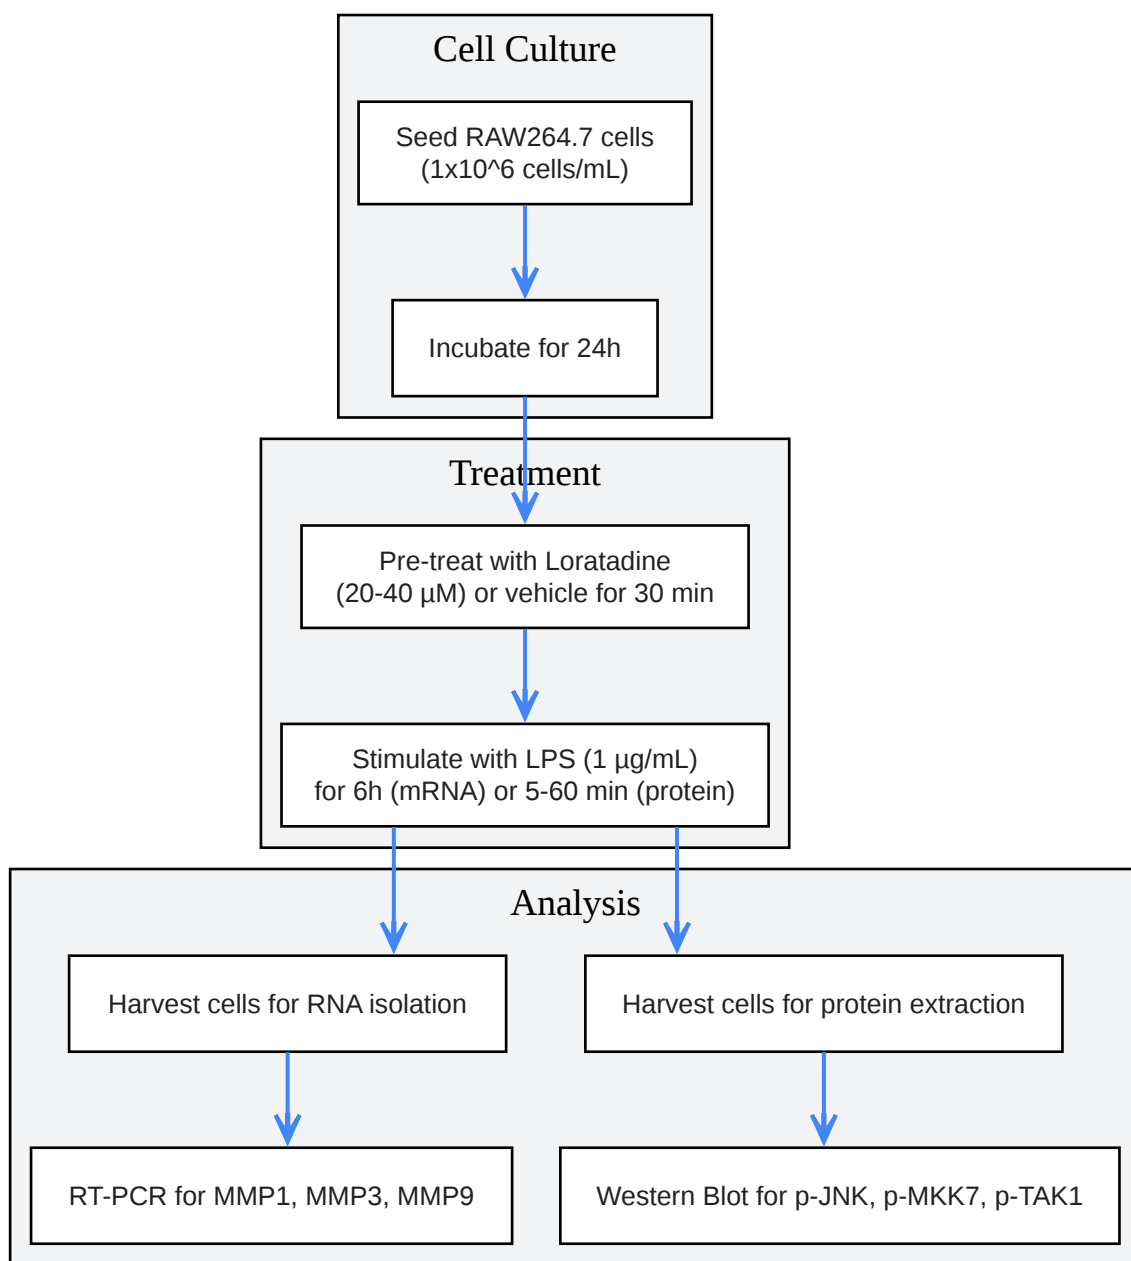 Cell Culture
Seed RAW264.7 cells
(1x10^6 cells/mL)
Incubate for 24h
Treatment
Pre-treat with Loratadine
(20-40 µM) or vehicle for 30 min
Stimulate with LPS (1 µg/mL)
for 6h (mRNA) or 5-60 min (protein)
Analysis
Harvest cells for RNA isolation
Harvest cells for protein extraction
RT-PCR for MMP1, MMP3, MMP9
Western Blot for p-JNK, p-MKK7, p-TAK1